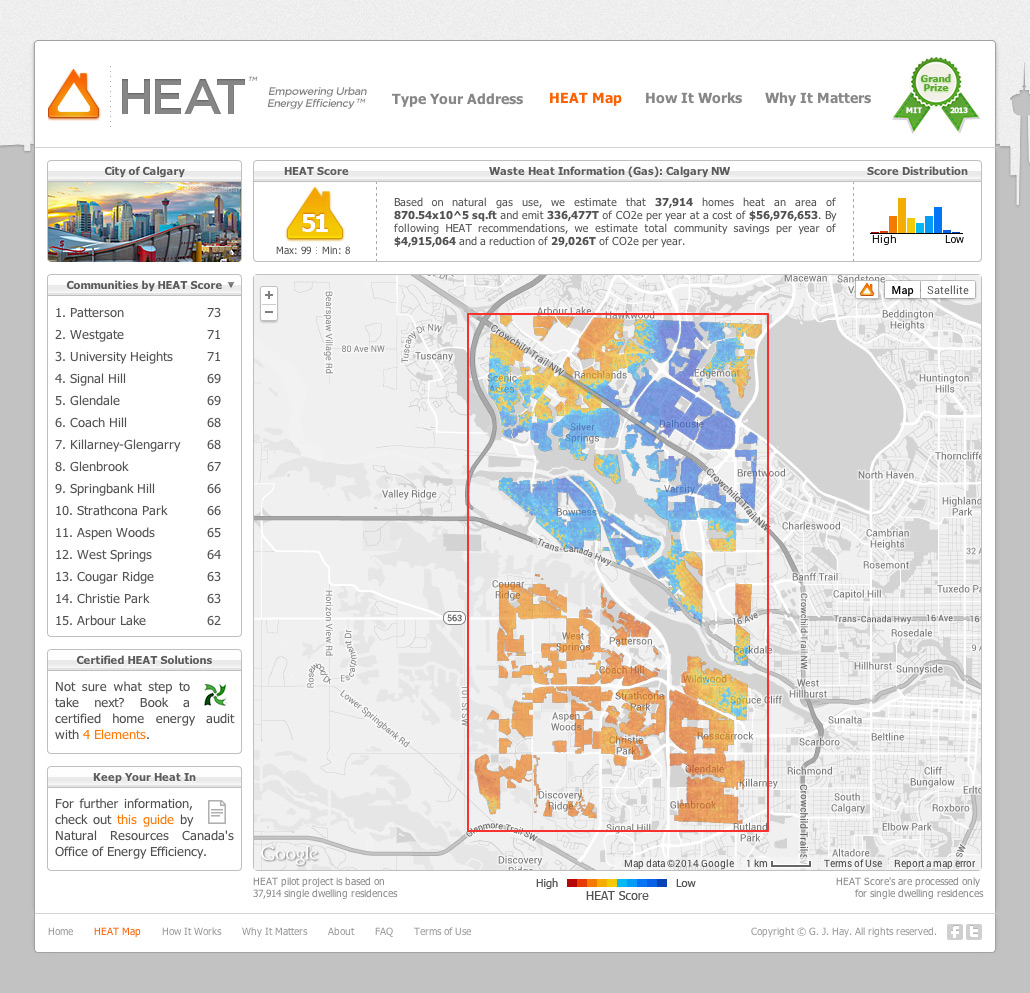 HEAT™
Empowering Urban
Energy Efficiency™
Type Your Address
HEAT Map
How It Works
Why It Matters
Grand
Prize
MIT
2013
City of Calgary
HEAT Score
51
Max: 99
Min: 8
Waste Heat Information (Gas): Calgary NW
Based on natural gas use, we estimate that 37,914 homes heat an area of
870.54x10^5 sq.ft and emit 336,477T of CO2e per year at a cost of $56,976,653. By
following HEAT recommendations, we estimate total community savings per year of
$4,915,064 and a reduction of 29,026T of CO2e per year.
Score Distribution
High
Low
Communities by HEAT Score ▼
1. Patterson 73
2. Westgate 71
3. University Heights 71
4. Signal Hill 69
5. Glendale 69
6. Coach Hill 68
7. Killarney-Glengarry 68
8. Glenbrook 67
9. Springbank Hill 66
10. Strathcona Park 66
11. Aspen Woods 65
12. West Springs 64
13. Cougar Ridge 63
14. Christie Park 63
15. Arbour Lake 62
Certified HEAT Solutions
Not sure what step to
take next? Book a
certified home energy audit
with 4 Elements.
Keep Your Heat In
For further information,
check out this guide by
Natural Resources Canada's
Office of Energy Efficiency.
+
−
Map
Satellite
Macewan
Beddington
Heights
Arbour Lake
Hawkwood
Bearspaw Village Rd
80 Ave NW
Tuscany Dr NW
Tuscany
Crowchild Trail NW
Ranchlands
Edgemont
Scenic
Acres
Huntington
Hills
Silver
Springs
Dalhousie
Thorncliffe
Brentwood
North Haven
Varsity
Valley Ridge
Bowness
Crowchild Trail NW
Highland
Park
Charleswood
Cambrian
Heights
Trans-Canada Hwy
32 A
Rosemont
Cougar
Ridge
Banff Trail
Capitol Hill
Tuxedo Pa
563
Horizon View Rd
16 Ave
Trans-Canada Hwy
16 Ave
Rosedale
West
Springs
Patterson
Parkdale
Crowchild Trail NW
Hillhurst
Sunnyside
Coach Hill
Wildwood
West
Hillhurst
Strathcona
Park
Spruce Cliff
Lower Springbank Rd
101 St SW
Aspen
Woods
Sunalta
Beltline
Christie
Park
Rosscarrock
Scarboro
Glendale
Richmond
Killarney
Cliff
Bungalow
Discovery
Ridge
Glenbrook
South
Calgary
Roxboro
Crowchild Trail S
Glenmore Trail SW
Signal Hill
Rutland
Park
Elbow Park
Altadore
Discovery
Google
Map data ©2014 Google
1 km
Terms of Use
Report a map error
HEAT pilot project is based on
37,914 single dwelling residences
High
Low
HEAT Score
HEAT Score's are processed only
for single dwelling residences
Home
HEAT Map
How It Works
Why It Matters
About
FAQ
Terms of Use
Copyright © G. J. Hay. All rights reserved.